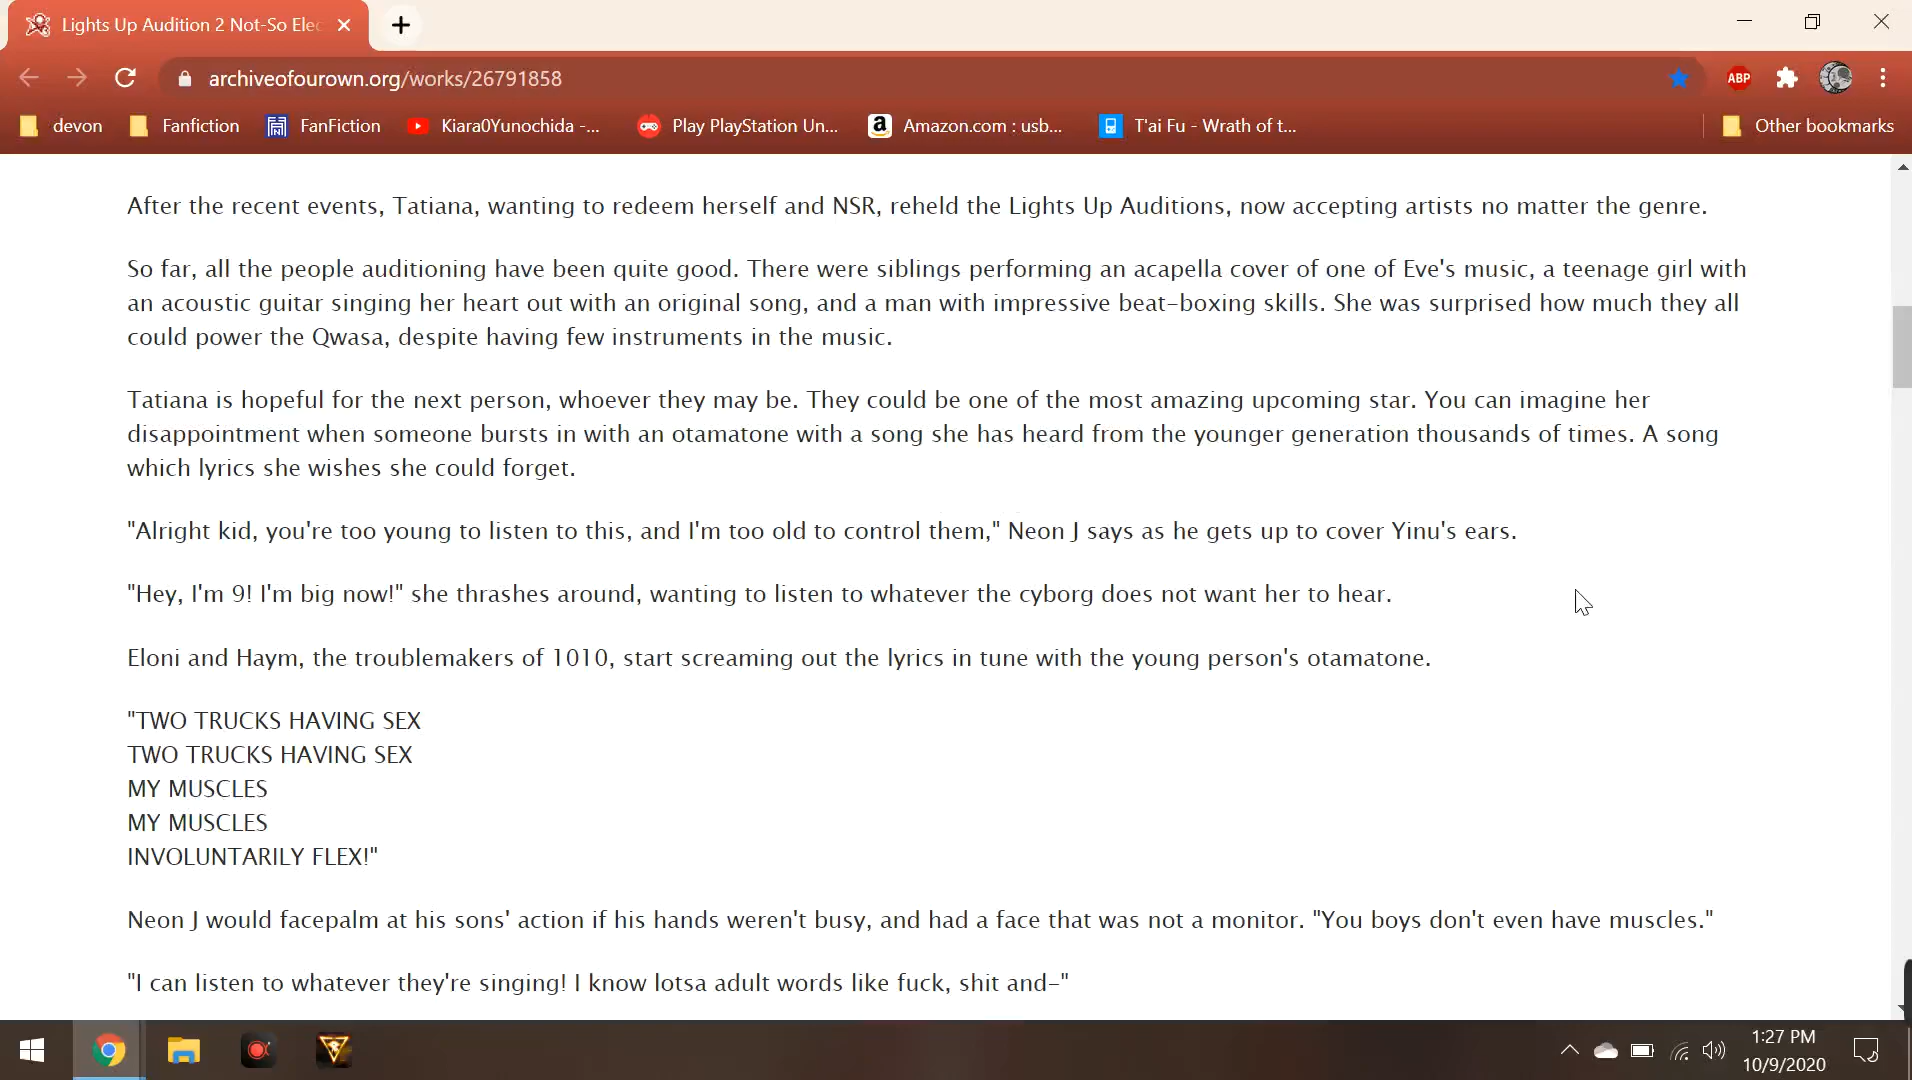 Lights Up Audition 2 Not-So Elec
archiveofourown.org/works/26791858
ABP
devon
Fanfiction
FanFiction
Kiara0Yunochida -...
Play PlayStation Un...
Amazon.com : usb...
T'ai Fu - Wrath of t...
Other bookmarks
After the recent events, Tatiana, wanting to redeem herself and NSR, reheld the Lights Up Auditions, now accepting artists no matter the genre.
So far, all the people auditioning have been quite good. There were siblings performing an acapella cover of one of Eve's music, a teenage girl with
an acoustic guitar singing her heart out with an original song, and a man with impressive beat-boxing skills. She was surprised how much they all
could power the Qwasa, despite having few instruments in the music.
Tatiana is hopeful for the next person, whoever they may be. They could be one of the most amazing upcoming star. You can imagine her
disappointment when someone bursts in with an otamatone with a song she has heard from the younger generation thousands of times. A song
which lyrics she wishes she could forget.
"Alright kid, you're too young to listen to this, and I'm too old to control them," Neon J says as he gets up to cover Yinu's ears.
"Hey, I'm 9! I'm big now!" she thrashes around, wanting to listen to whatever the cyborg does not want her to hear.
Eloni and Haym, the troublemakers of 1010, start screaming out the lyrics in tune with the young person's otamatone.
"TWO TRUCKS HAVING SEX
TWO TRUCKS HAVING SEX
MY MUSCLES
MY MUSCLES
INVOLUNTARILY FLEX!"
Neon J would facepalm at his sons' action if his hands weren't busy, and had a face that was not a monitor. "You boys don't even have muscles."
"I can listen to whatever they're singing! I know lotsa adult words like fuck, shit and-"
1:27 PM
10/9/2020